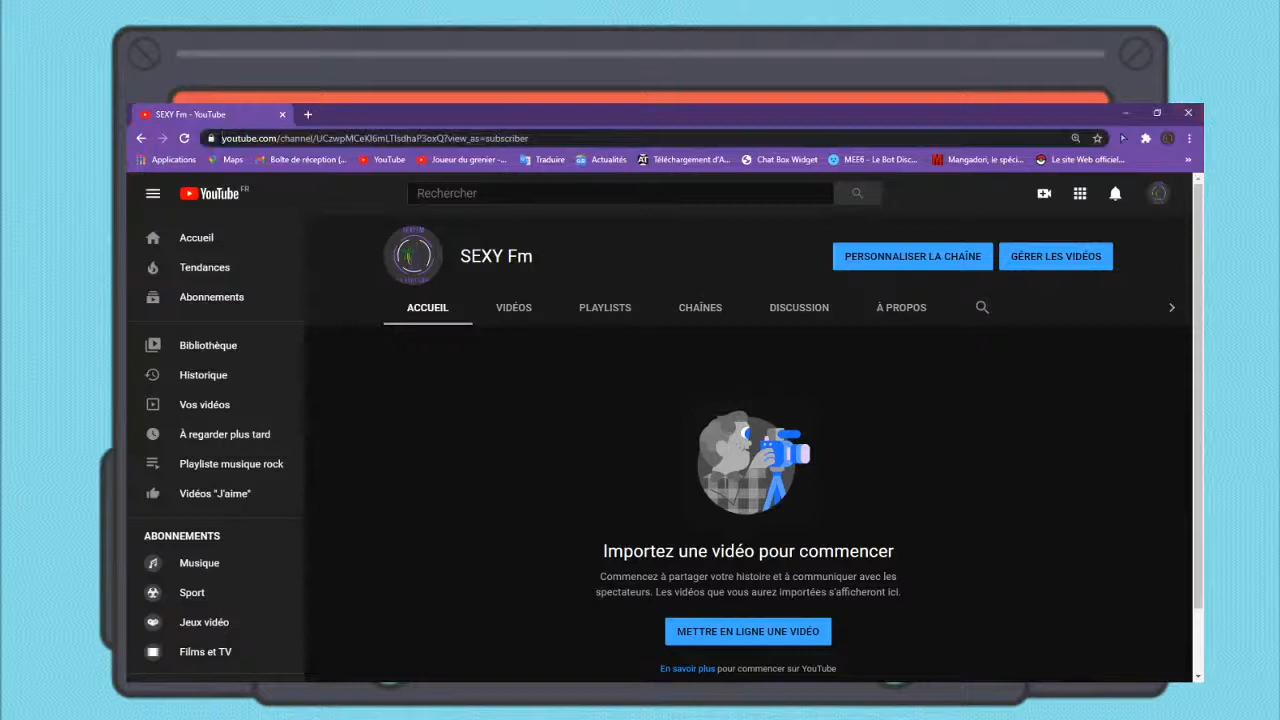 SEXY Fm - YouTube
youtube.com/channel/UCzwpMCeKl6mLTlsdhaP3oxQ?view_as=subscriber
Applications Maps Boîte de réception (... YouTube Joueur du grenier -... Traduire Actualités Téléchargement d'A... Chat Box Widget MEE6 - Le Bot Disc... Mangadori, le spéci... Le site Web officiel... »
YouTube FR Rechercher
Accueil
Tendances
Abonnements
Bibliothèque
Historique
Vos vidéos
À regarder plus tard
Playliste musique rock
Vidéos "J'aime"
ABONNEMENTS
Musique
Sport
Jeux vidéo
Films et TV
SEXY Fm
PERSONNALISER LA CHAÎNE GÉRER LES VIDÉOS
ACCUEIL VIDÉOS PLAYLISTS CHAÎNES DISCUSSION À PROPOS
Importez une vidéo pour commencer
Commencez à partager votre histoire et à communiquer avec les
spectateurs. Les vidéos que vous aurez importées s'afficheront ici.
METTRE EN LIGNE UNE VIDÉO
En savoir plus pour commencer sur YouTube